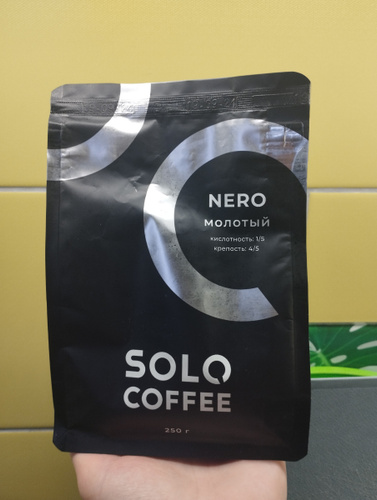 NERO
молотый
кислотность: 1/5
крепость: 4/5
SOLO
COFFEE
250 г